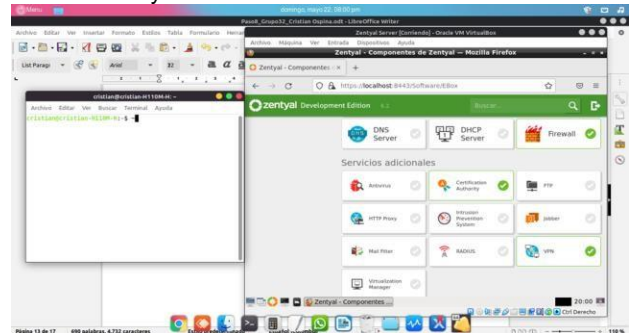 Menu
domingo, mayo 22, 08:00 pm
Paso8_Grupo32_Cristian Ospina.odt - LibreOffice Writer
Archivo Editar Ver Insertar Formato Estilos Tabla Formulario
Zentyal Server [Corriendo] - Oracle VM VirtualBox
Archivo Máquina Ver Entrada Dispositivos Ayuda
Zentyal - Componentes de Zentyal — Mozilla Firefox
Zentyal - Componentes
https://localhost:8443/Software/EBox
zentyal Development Edition
Buscar...
cristian@cristian-H110M-H: ~
Archivo Editar Ver Buscar Terminal Ayuda
cristian@cristian-H110M-H:~$
DNS Server
DHCP Server
Firewall
Servicios adicionales
Antivirus
Certification Authority
FTP
HTTP Proxy
Intrusion Prevention System
Jabber
Mail Filter
RADIUS
VPN
Virtualization Manager
Zentyal - Componentes ...
20:00
Ctrl Derecho
Página 13 de 17 690 palabras, 4.732 caracteres
110 %